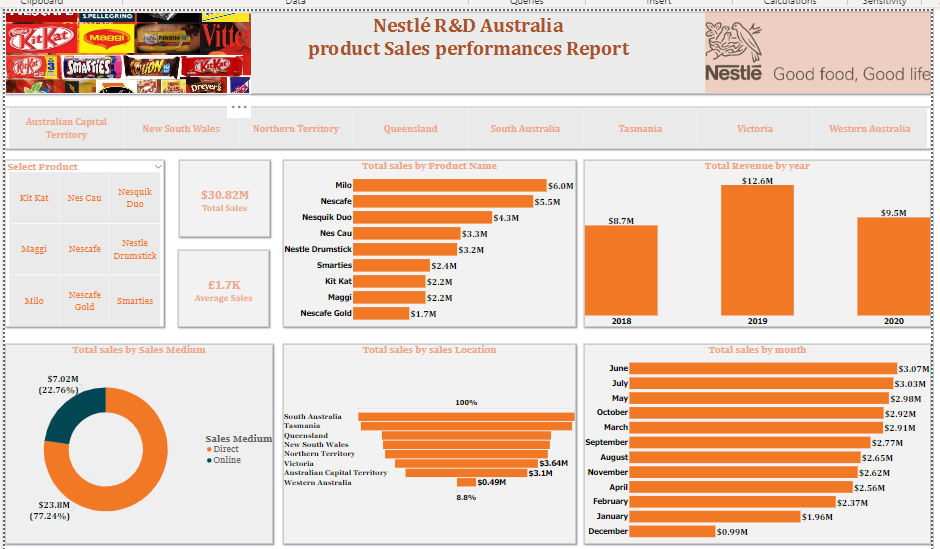 Clipboard
Data
Queries
Insert
Calculations
Sensitivity
S.PELLEGRINO
KitKat
MAGGI
Vitte
KitKat
SMARTIES
LION
KitKat
Dreyer's
Nestlé R&D Australia
product Sales performances Report
Nestlē
Good food, Good life
Australian Capital
Territory
New South Wales
Northern Territory
Queensland
South Australia
Tasmania
Victoria
Western Australia
Select Product
Kit Kat
Nes Cau
Nesquik
Duo
Maggi
Nescafe
Nestle
Drumstick
Milo
Nescafe
Gold
Smarties
$30.82M
Total Sales
£1.7K
Average Sales
Total sales by Product Name
Milo $6.0M
Nescafe $5.5M
Nesquik Duo $4.3M
Nes Cau $3.3M
Nestle Drumstick $3.2M
Smarties $2.4M
Kit Kat $2.2M
Maggi $2.2M
Nescafe Gold $1.7M
Total Revenue by year
$8.7M
$12.6M
$9.5M
2018
2019
2020
Total sales by Sales Medium
$7.02M
(22.76%)
$23.8M
(77.24%)
Sales Medium
Direct
Online
Total sales by sales Location
100%
South Australia
Tasmania
Queensland
New South Wales
Northern Territory
Victoria $3.64M
Australian Capital Territory $3.1M
Western Australia $0.49M
8.8%
Total sales by month
June $3.07M
July $3.03M
May $2.98M
October $2.92M
March $2.91M
September $2.77M
August $2.65M
November $2.62M
April $2.56M
February $2.37M
January $1.96M
December $0.99M